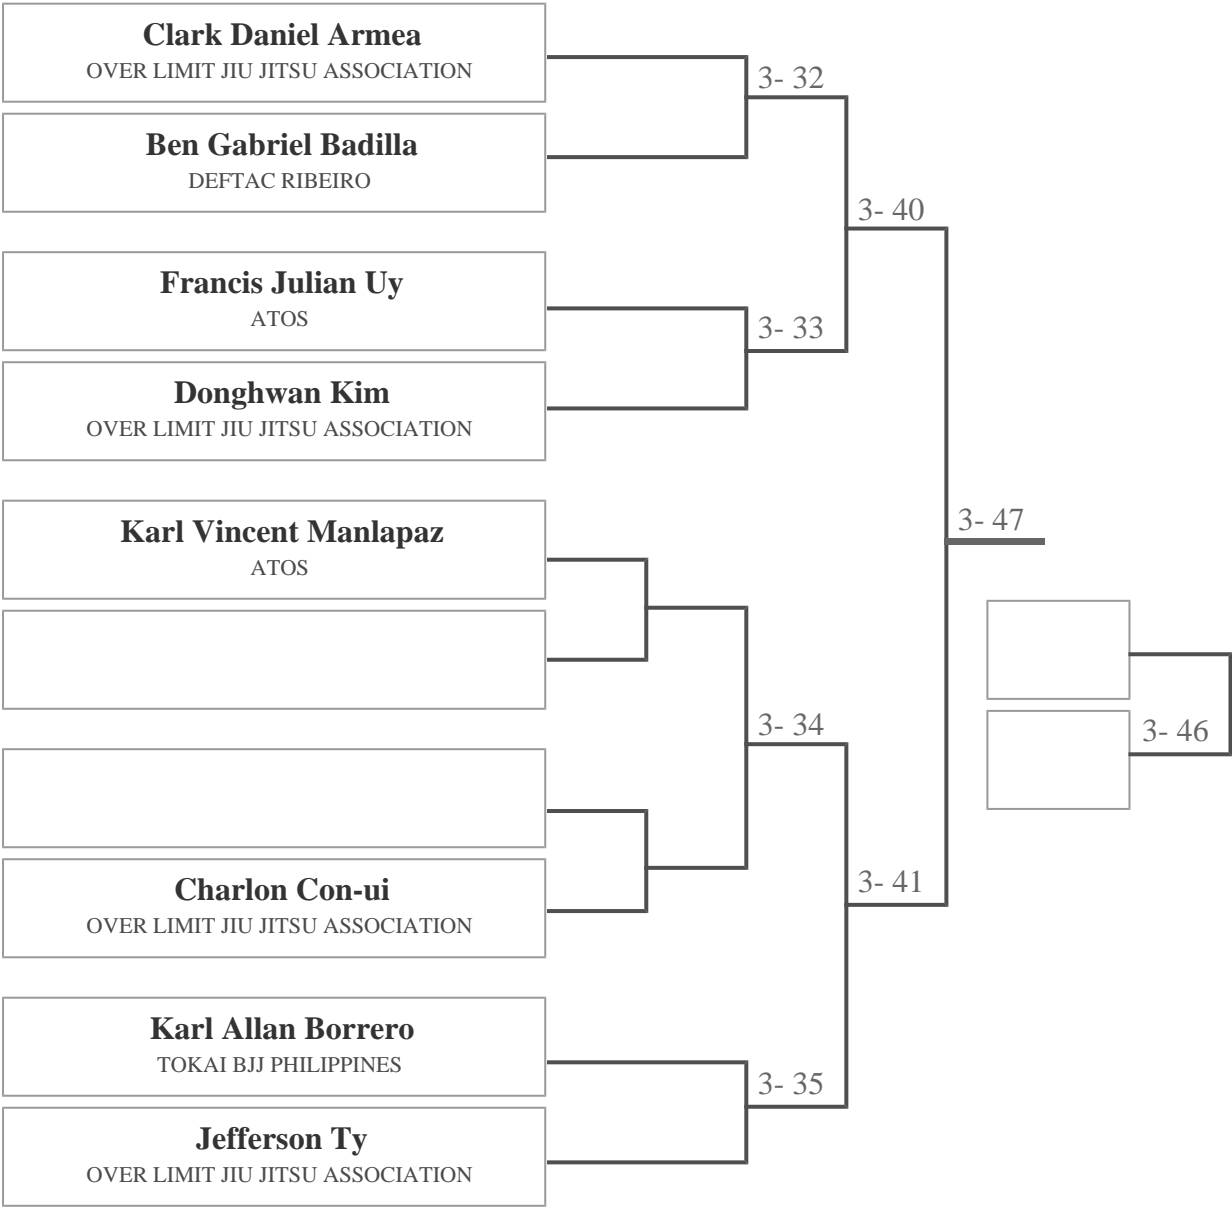 Clark Daniel Armea
OVER LIMIT JIU JITSU ASSOCIATION
3- 32
Ben Gabriel Badilla
DEFTAC RIBEIRO
3- 40
Francis Julian Uy
ATOS
3- 33
Donghwan Kim
OVER LIMIT JIU JITSU ASSOCIATION
Karl Vincent Manlapaz
ATOS
3- 47
3- 34
3- 46
Charlon Con-ui
OVER LIMIT JIU JITSU ASSOCIATION
3- 41
Karl Allan Borrero
TOKAI BJJ PHILIPPINES
3- 35
Jefferson Ty
OVER LIMIT JIU JITSU ASSOCIATION